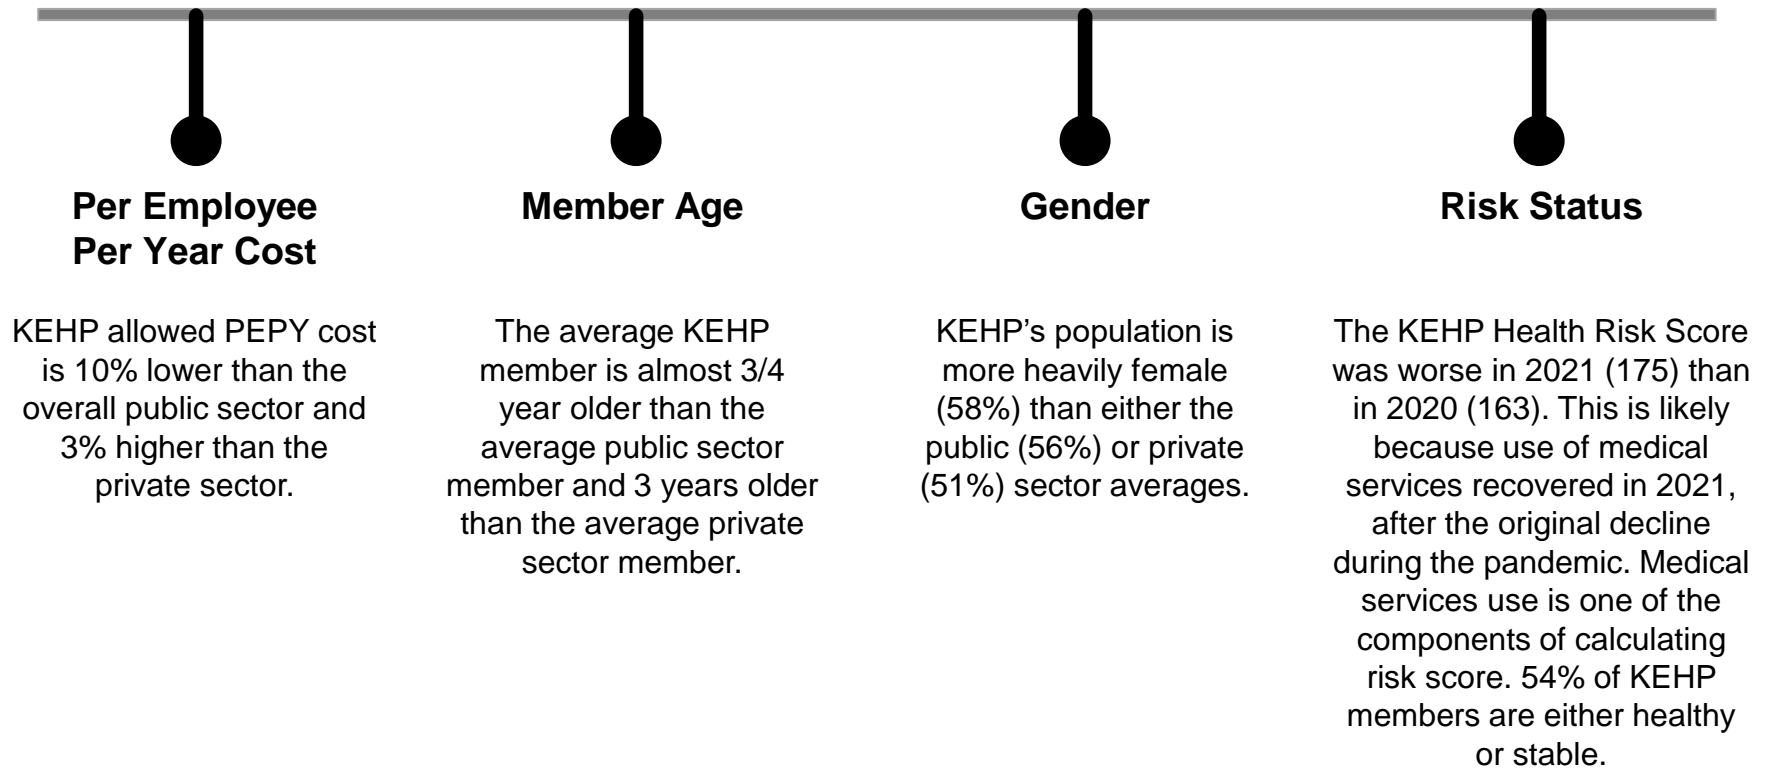 Per Employee
Per Year Cost
KEHP allowed PEPY cost
is 10% lower than the
overall public sector and
3% higher than the
private sector.
Member Age
The average KEHP
member is almost 3/4
year older than the
average public sector
member and 3 years older
than the average private
sector member.
Gender
KEHP’s population is
more heavily female
(58%) than either the
public (56%) or private
(51%) sector averages.
Risk Status
The KEHP Health Risk Score
was worse in 2021 (175) than
in 2020 (163). This is likely
because use of medical
services recovered in 2021,
after the original decline
during the pandemic. Medical
services use is one of the
components of calculating
risk score. 54% of KEHP
members are either healthy
or stable.